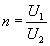 n = U₁/U₂